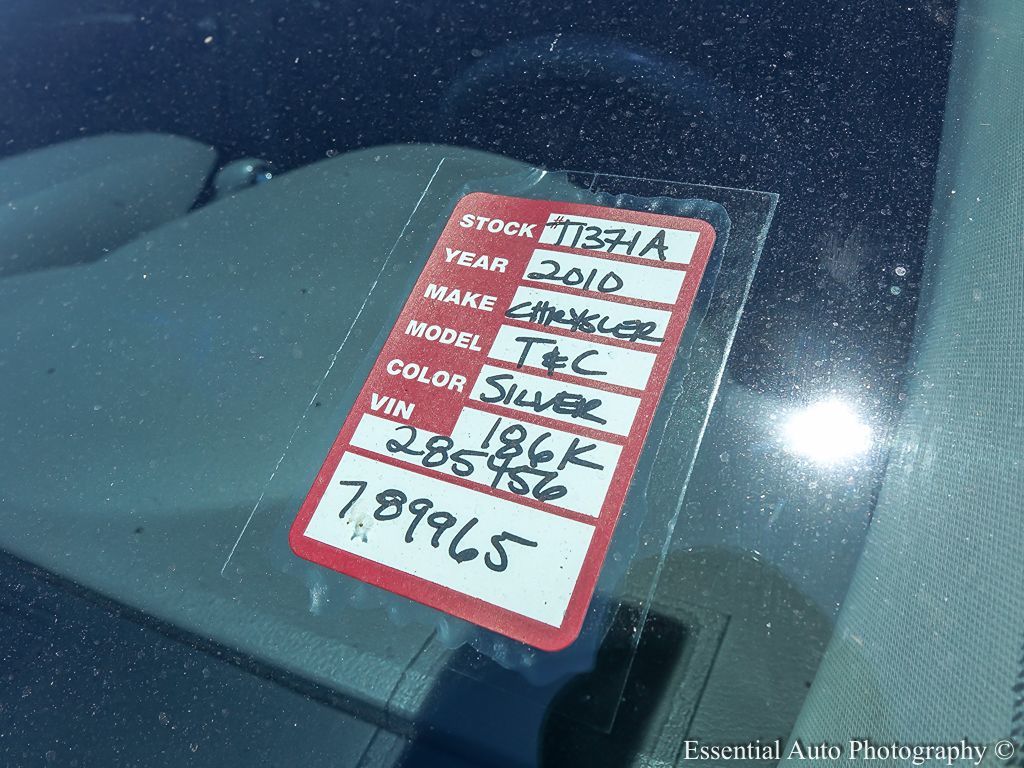 STOCK #T1371A
YEAR 2010
MAKE CHRYSLER
MODEL T&C
COLOR SILVER
VIN 186K
285456
789965
Essential Auto Photography ©